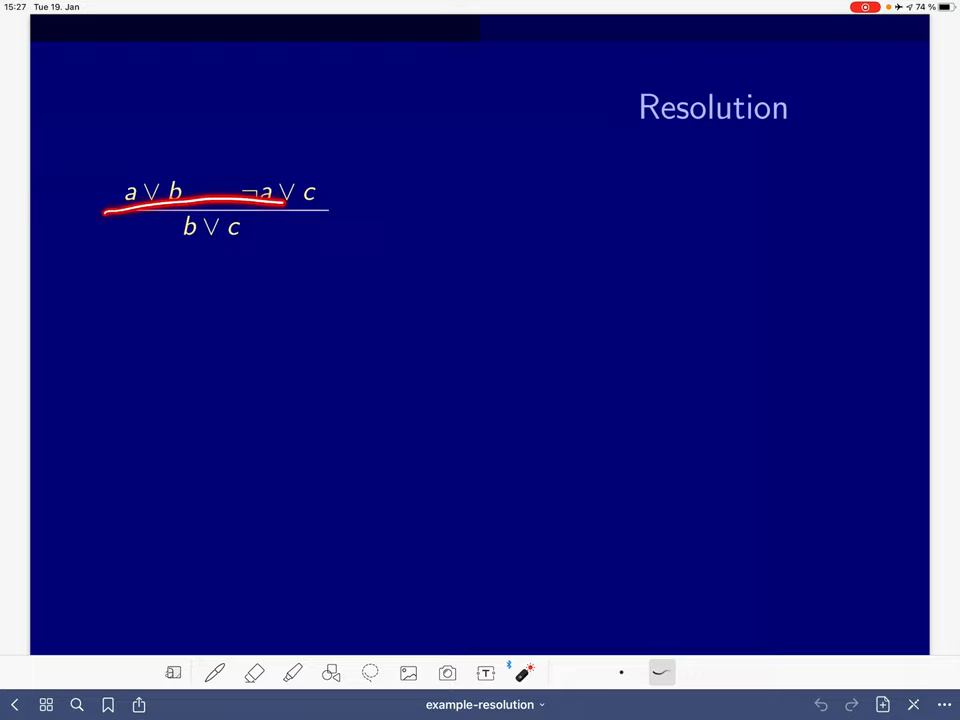 15:27 Tue 19. Jan 74 %
Resolution
a ∨ b ¬a ∨ c
b ∨ c
T
example-resolution